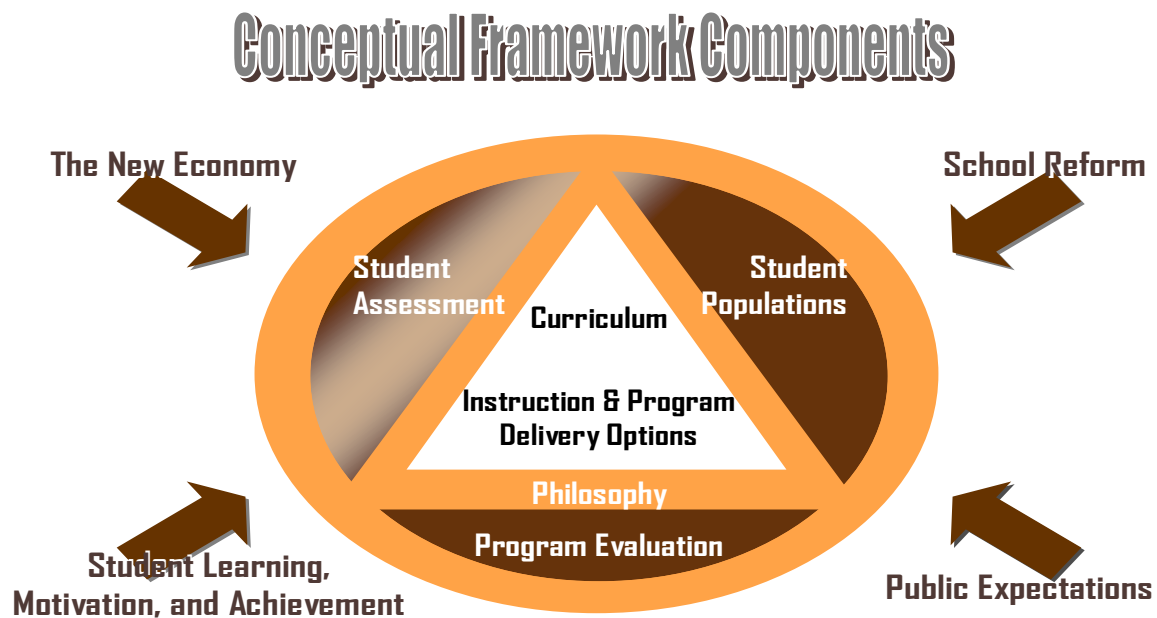 Conceptual Framework Components
The New Economy
School Reform
Student
Assessment
Student
Populations
Curriculum
Instruction & Program
Delivery Options
Philosophy
Program Evaluation
Student Learning,
Motivation, and Achievement
Public Expectations